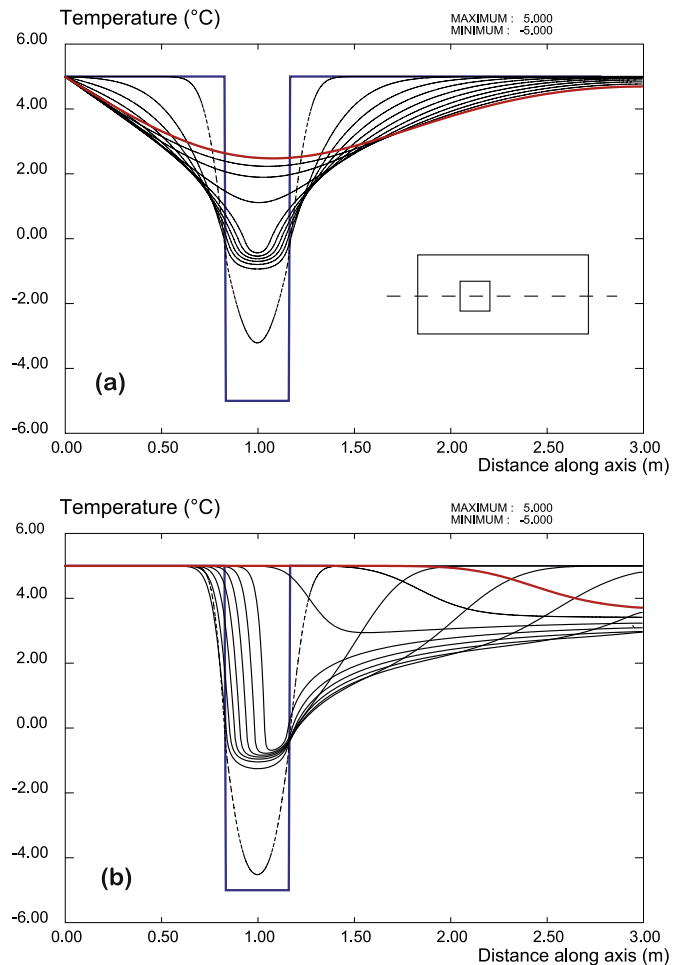 Temperature (°C)
MAXIMUM : 5.000
MINIMUM : -5.000
6.00
4.00
2.00
0.00
-2.00
-4.00
-6.00
(a)
0.00 0.50 1.00 1.50 2.00 2.50 3.00
Distance along axis (m)
Temperature (°C)
MAXIMUM : 5.000
MINIMUM : -5.000
6.00
4.00
2.00
0.00
-2.00
-4.00
-6.00
(b)
0.00 0.50 1.00 1.50 2.00 2.50 3.00
Distance along axis (m)